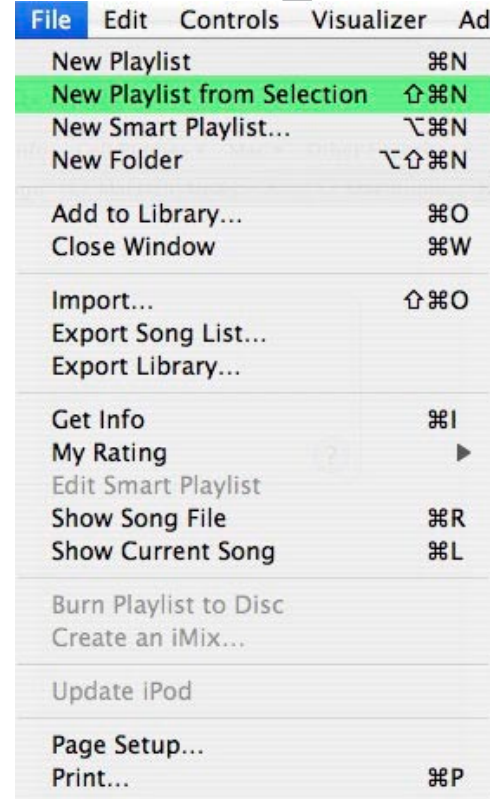 File Edit Controls Visualizer Ad
New Playlist ⌘N
New Playlist from Selection ⇧⌘N
New Smart Playlist... ⌥⌘N
New Folder ⌥⇧⌘N
Add to Library... ⌘O
Close Window ⌘W
Import... ⇧⌘O
Export Song List...
Export Library...
Get Info ⌘I
My Rating ▶
Edit Smart Playlist
Show Song File ⌘R
Show Current Song ⌘L
Burn Playlist to Disc
Create an iMix...
Update iPod
Page Setup...
Print... ⌘P